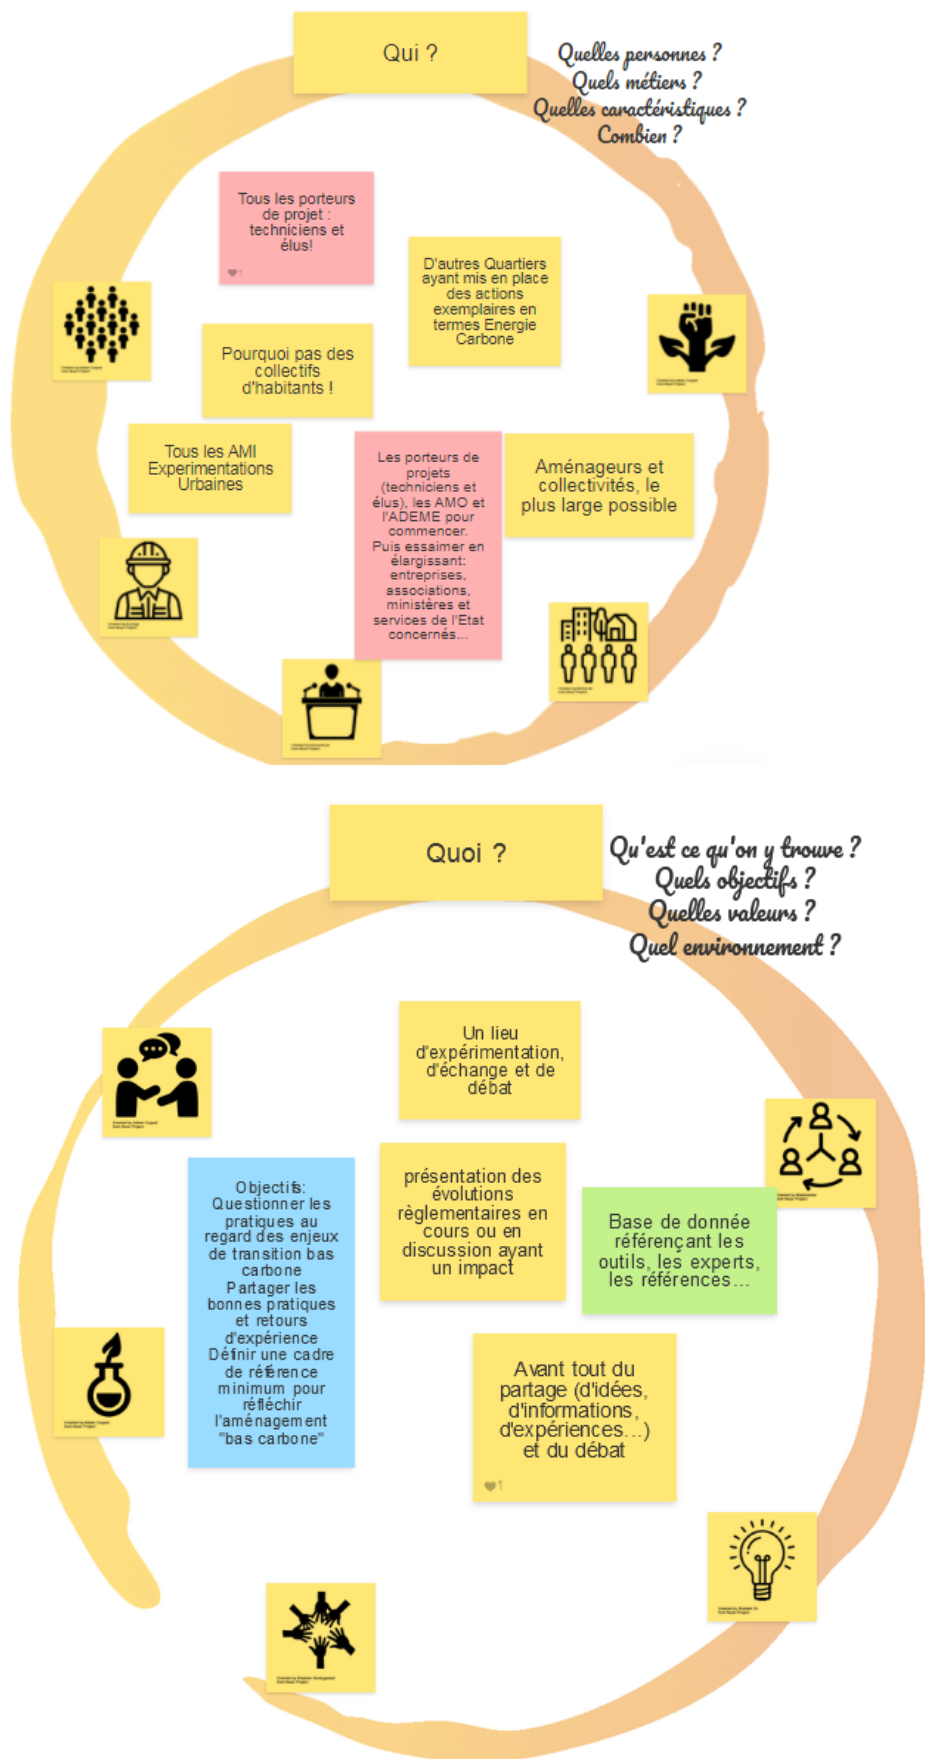 Qui ?
Quelles personnes ?
Quels métiers ?
Quelles caractéristiques ?
Combien ?
Tous les porteurs
de projet :
techniciens et
élus!
1
D'autres Quartiers
ayant mis en place
des actions
exemplaires en
termes Energie
Carbone
Pourquoi pas des
collectifs
d'habitants !
Tous les AMI
Experimentations
Urbaines
Les porteurs de
projets
(techniciens et
élus), les AMO et
l'ADEME pour
commencer.
Puis essaimer en
élargissant:
entreprises,
associations,
ministères et
services de l'Etat
concernés...
Aménageurs et
collectivités, le
plus large possible
Quoi ?
Qu'est ce qu'on y trouve ?
Quels objectifs ?
Quelles valeurs ?
Quel environnement ?
Un lieu
d'expérimentation,
d'échange et de
débat
Objectifs:
Questionner les
pratiques au
regard des enjeux
de transition bas
carbone
Partager les
bonnes pratiques
et retours
d'expérience
Définir une cadre
de référence
minimum pour
réfléchir
l'aménagement
"bas carbone"
présentation des
évolutions
règlementaires en
cours ou en
discussion ayant
un impact
Base de donnée
référençant les
outils, les experts,
les références...
Avant tout du
partage (d'idées,
d'informations,
d'expériences...)
et du débat
1